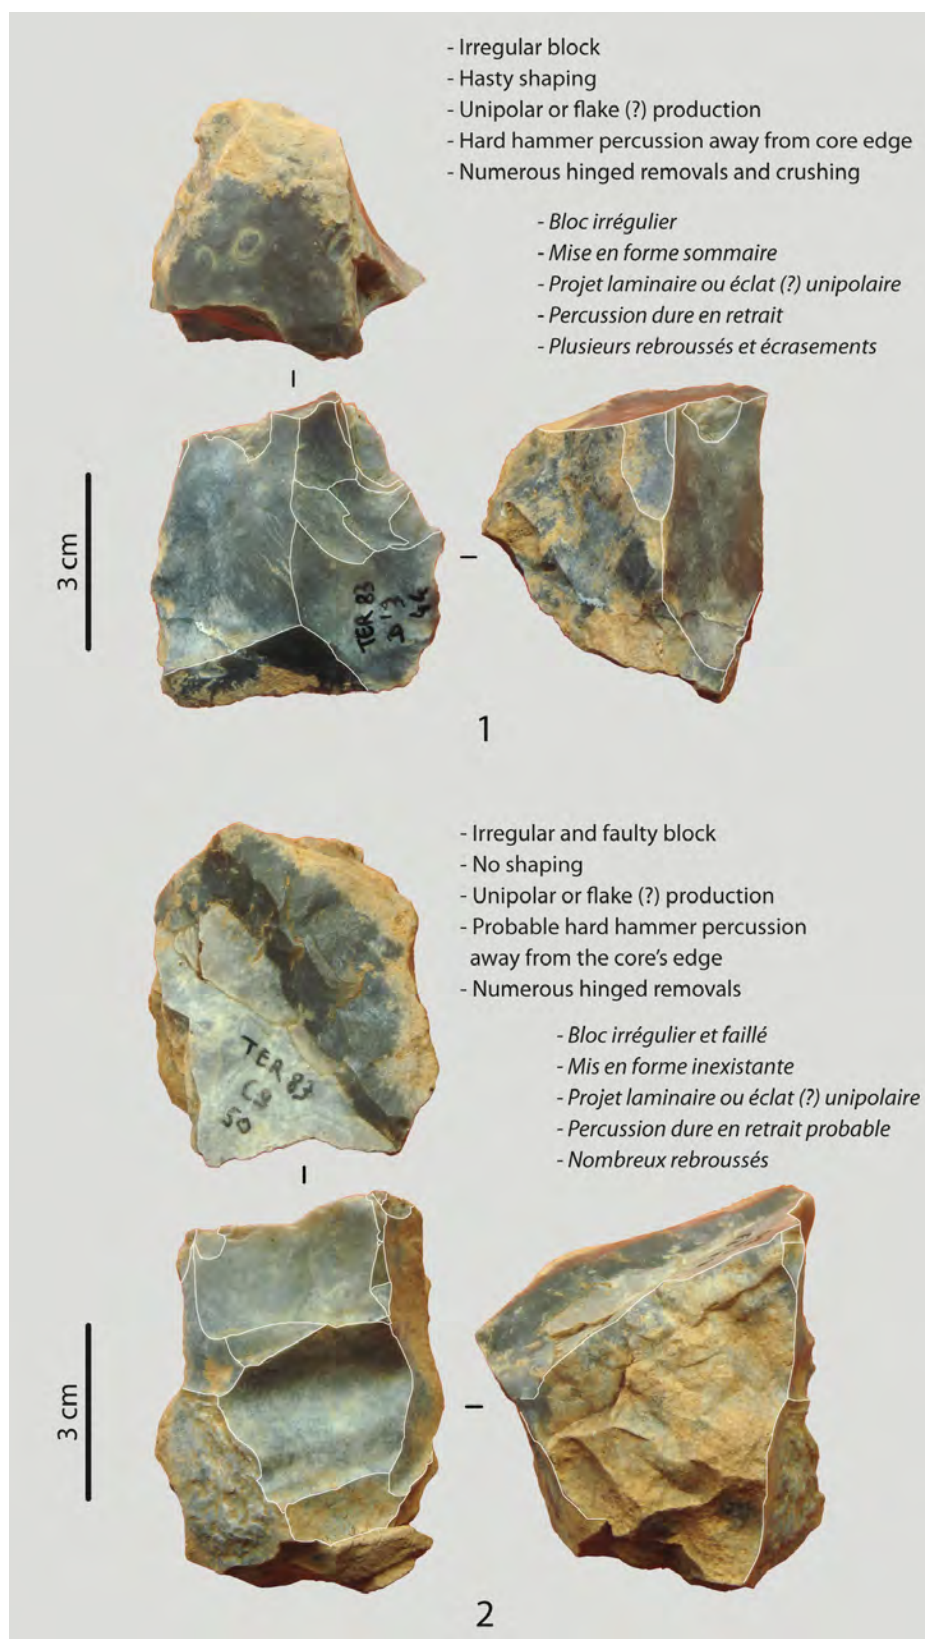 - Irregular block
- Hasty shaping
- Unipolar or flake (?) production
- Hard hammer percussion away from core edge
- Numerous hinged removals and crushing
- Bloc irrégulier
- Mise en forme sommaire
- Projet laminaire ou éclat (?) unipolaire
- Percussion dure en retrait
- Plusieurs rebroussés et écrasements
3 cm
TER 83
D'g
44
1
- Irregular and faulty block
- No shaping
- Unipolar or flake (?) production
- Probable hard hammer percussion
away from the core's edge
- Numerous hinged removals
- Bloc irrégulier et faillé
- Mis en forme inexistante
- Projet laminaire ou éclat (?) unipolaire
- Percussion dure en retrait probable
- Nombreux rebroussés
TER 83
C8
50
3 cm
2